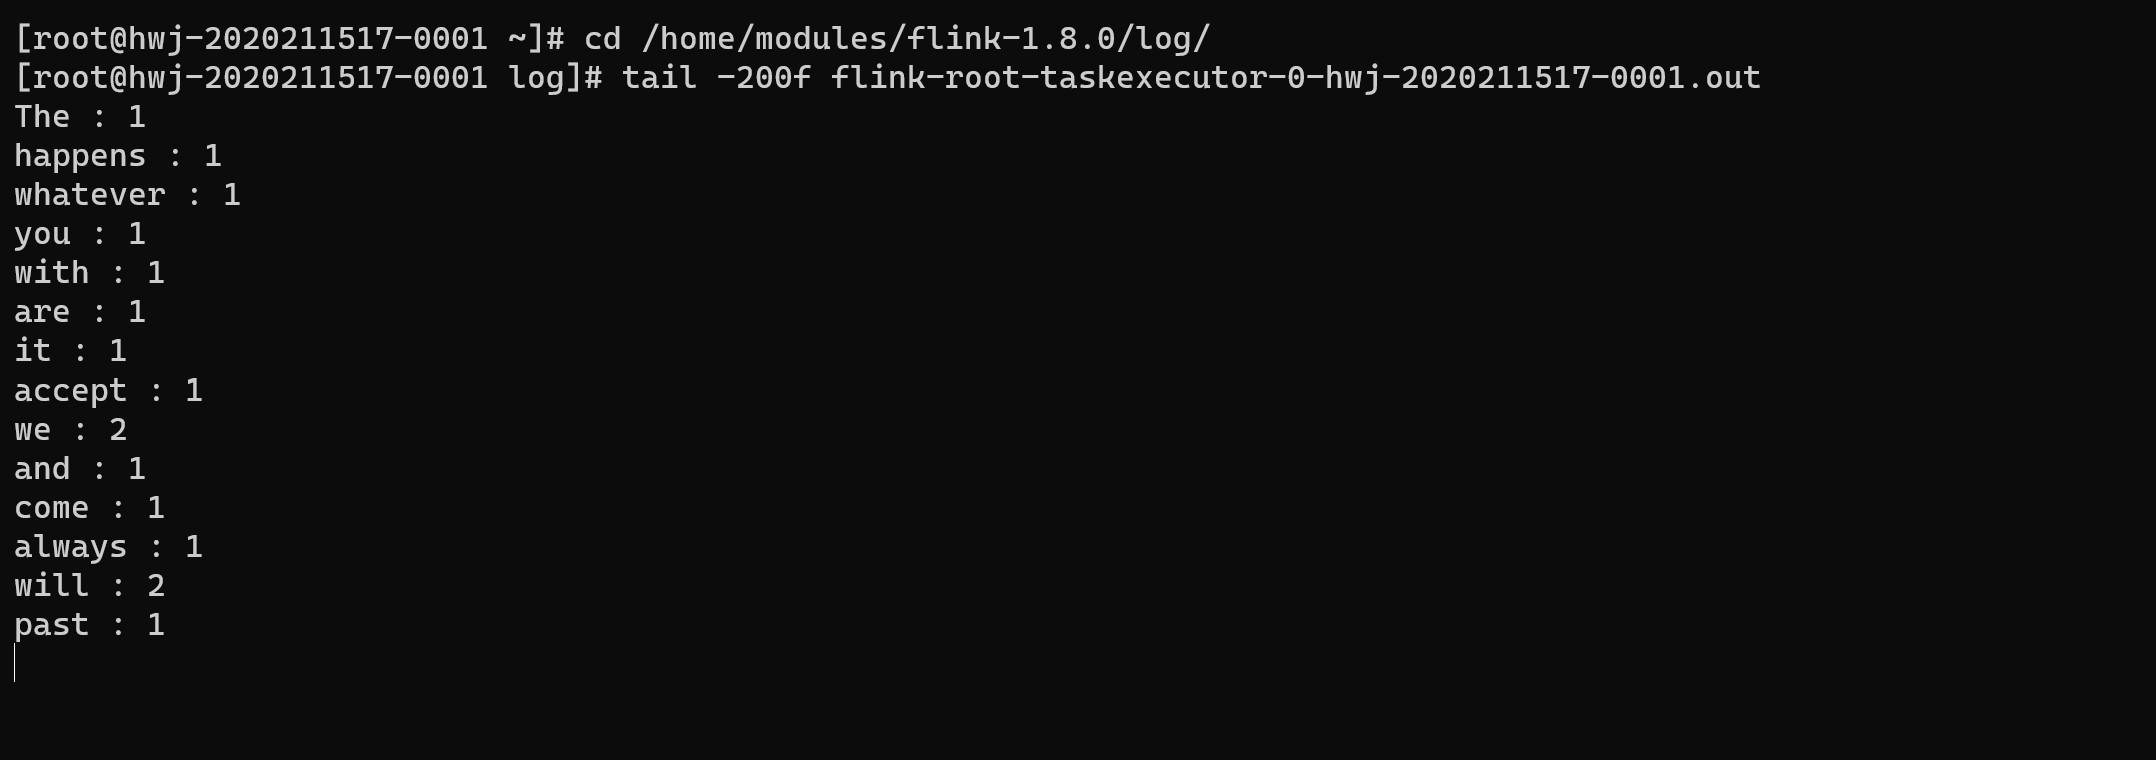 [root@hwj-2020211517-0001 ~]# cd /home/modules/flink-1.8.0/log/
[root@hwj-2020211517-0001 log]# tail -200f flink-root-taskexecutor-0-hwj-2020211517-0001.out
The : 1
happens : 1
whatever : 1
you : 1
with : 1
are : 1
it : 1
accept : 1
we : 2
and : 1
come : 1
always : 1
will : 2
past : 1